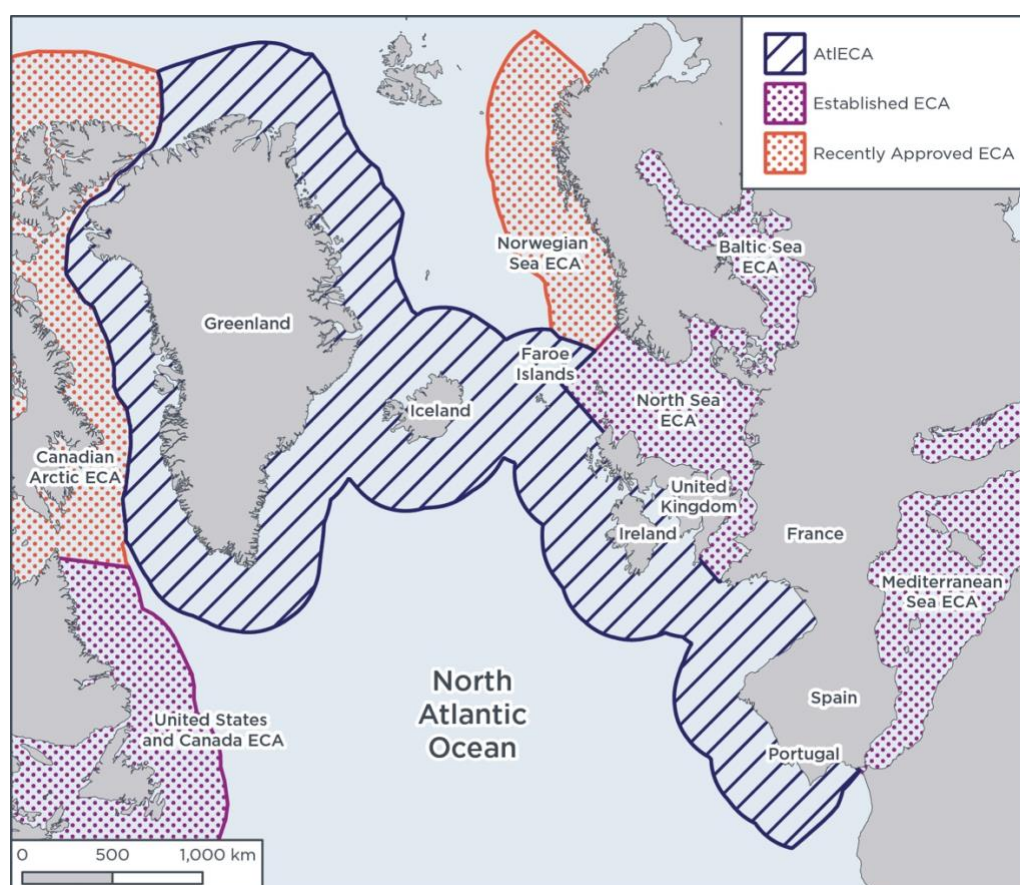 AtlECA
Established ECA
Recently Approved ECA
Norwegian
Sea ECA
Baltic Sea
ECA
Greenland
Faroe
Islands
Iceland
North Sea
ECA
Canadian
Arctic ECA
United
Kingdom
Ireland
France
Mediterranean
Sea ECA
North
Atlantic
Ocean
Spain
United States
and Canada ECA
Portugal
0 500 1,000 km